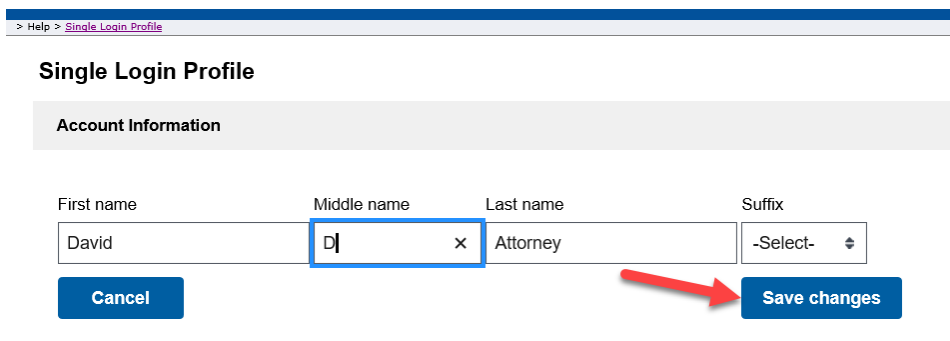 > Help > Single Login Profile
Single Login Profile
Account Information
First name Middle name Last name Suffix
David D × Attorney -Select-
Cancel Save changes